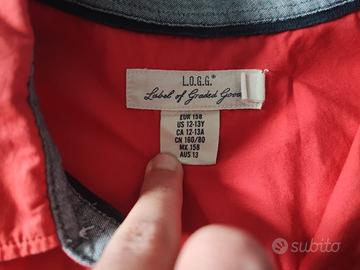 L.O.G.G.®
Label of Graded Goods
EUR 158
US 12-13Y
CA 12-13A
CN 160/80
MX 158
AUS 13
subito